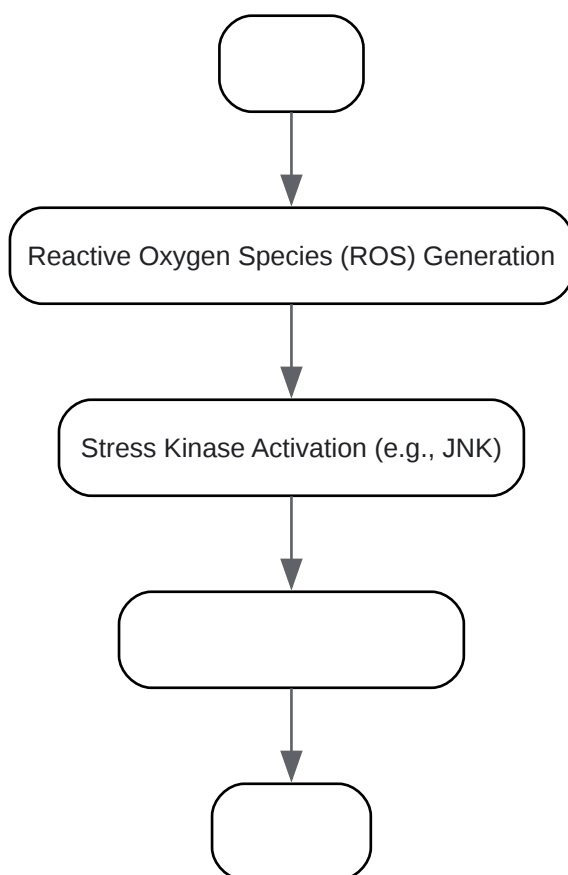 Reactive Oxygen Species (ROS) Generation
Stress Kinase Activation (e.g., JNK)